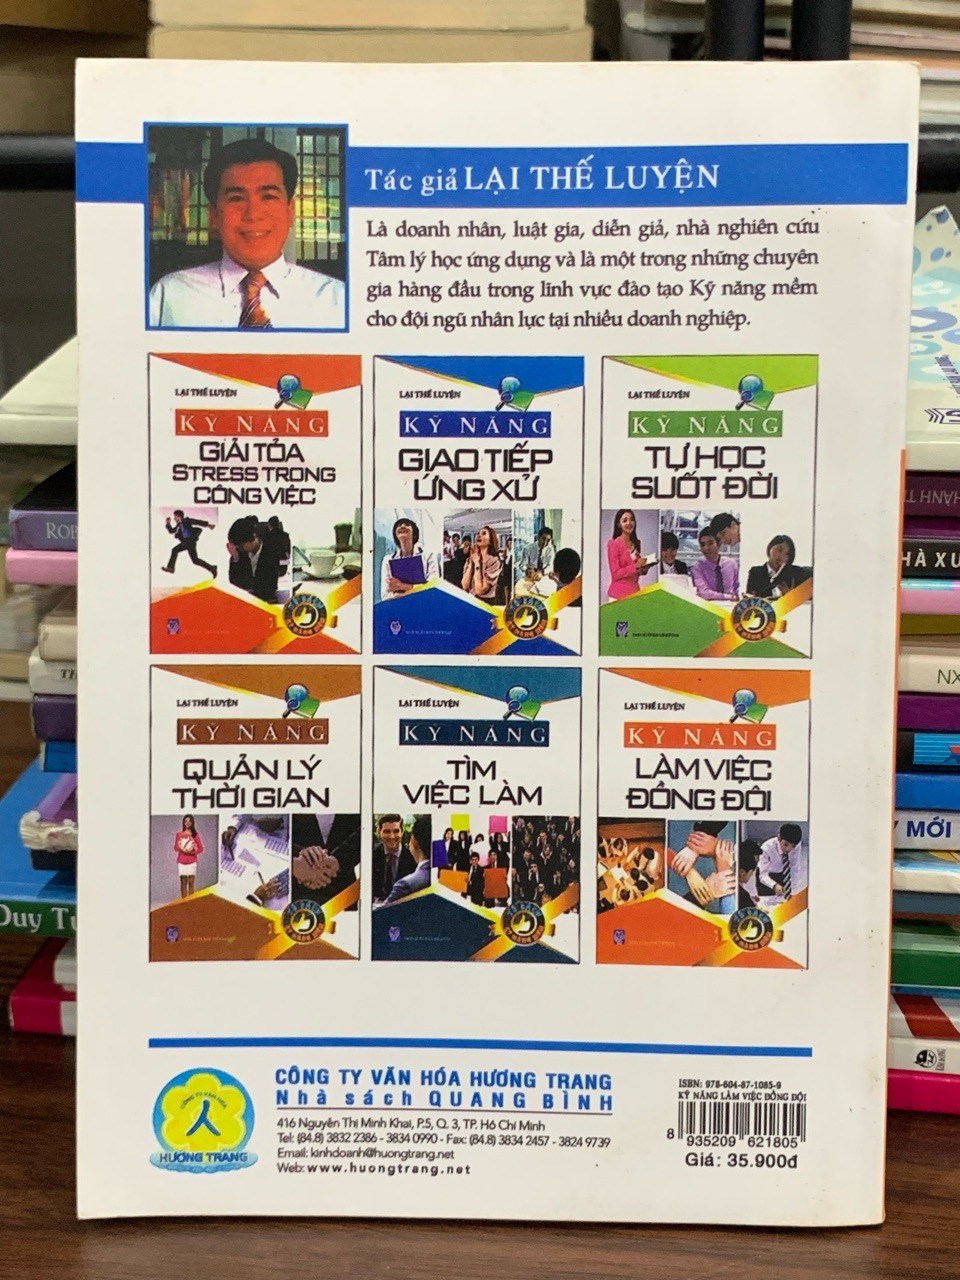 Tác giả LẠI THẾ LUYỆN
Là doanh nhân, luật gia, diễn giả, nhà nghiên cứu
Tâm lý học ứng dụng và là một trong những chuyên
gia hàng đầu trong lĩnh vực đào tạo Kỹ năng mềm
cho đội ngũ nhân lực tại nhiều doanh nghiệp.
LẠI THẾ LUYỆN
KỸ NĂNG
GIẢI TỎA
STRESS TRONG
CÔNG VIỆC
LẠI THẾ LUYỆN
KỸ NĂNG
GIAO TIẾP
ỨNG XỬ
LẠI THẾ LUYỆN
KỸ NĂNG
TỰ HỌC
SUỐT ĐỜI
LẠI THẾ LUYỆN
KỸ NĂNG
QUẢN LÝ
THỜI GIAN
LẠI THẾ LUYỆN
KỸ NĂNG
TÌM
VIỆC LÀM
LẠI THẾ LUYỆN
KỸ NĂNG
LÀM VIỆC
ĐỒNG ĐỘI
CÔNG TY VĂN HÓA
HƯƠNG TRANG
CÔNG TY VĂN HÓA HƯƠNG TRANG
Nhà sách QUANG BÌNH
416 Nguyễn Thị Minh Khai, P.5, Q. 3, TP. Hồ Chí Minh
Tel: (84.8) 3832 2386 - 3834 0990 - Fax: (84.8) 3834 2457 - 3824 9739
Email: kinhdoanh@huongtrang.net
Web: www.huongtrang.net
ISBN: 978-604-87-1085-9
KỸ NĂNG LÀM VIỆC ĐỒNG ĐỘI
8 935209 621805
Giá: 35.900đ
Duy
MỚI
NX